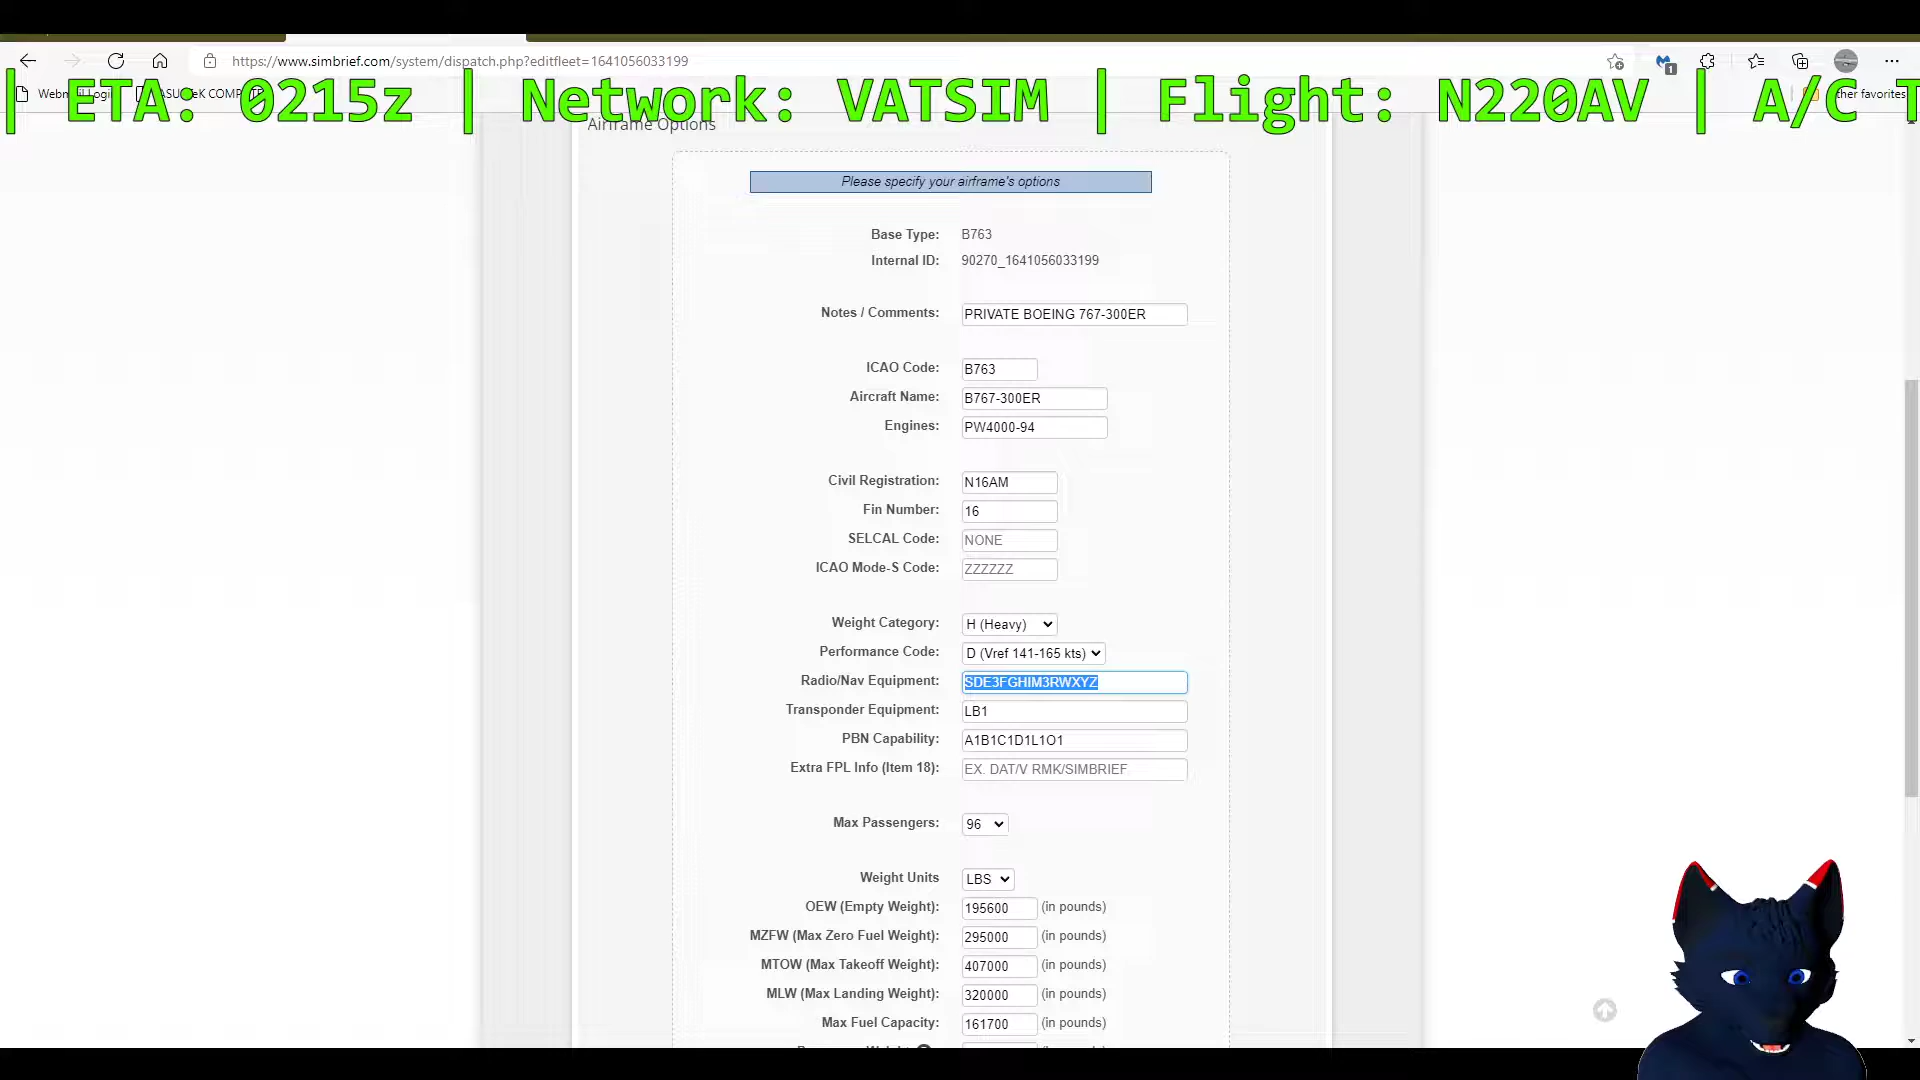 https://www.simbrief.com/system/dispatch.php?editfleet=1641056033199
1
| ETA: 0215z | Network: VATSIM | Flight: N220AV | A/C T
other favorites
Airframe Options
Please specify your airframe's options
Base Type: B763
Internal ID: 90270_1641056033199
Notes / Comments: PRIVATE BOEING 767-300ER
ICAO Code: B763
Aircraft Name: B767-300ER
Engines: PW4000-94
Civil Registration: N16AM
Fin Number: 16
SELCAL Code: NONE
ICAO Mode-S Code: ZZZZZZ
Weight Category: H (Heavy)
Performance Code: D (Vref 141-165 kts)
Radio/Nav Equipment: SDE3FGHIM3RWXYZ
Transponder Equipment: LB1
PBN Capability: A1B1C1D1L1O1
Extra FPL Info (Item 18): EX. DAT/V RMK/SIMBRIEF
Max Passengers: 96
Weight Units LBS
OEW (Empty Weight): 195600 (in pounds)
MZFW (Max Zero Fuel Weight): 295000 (in pounds)
MTOW (Max Takeoff Weight): 407000 (in pounds)
MLW (Max Landing Weight): 320000 (in pounds)
Max Fuel Capacity: 161700 (in pounds)